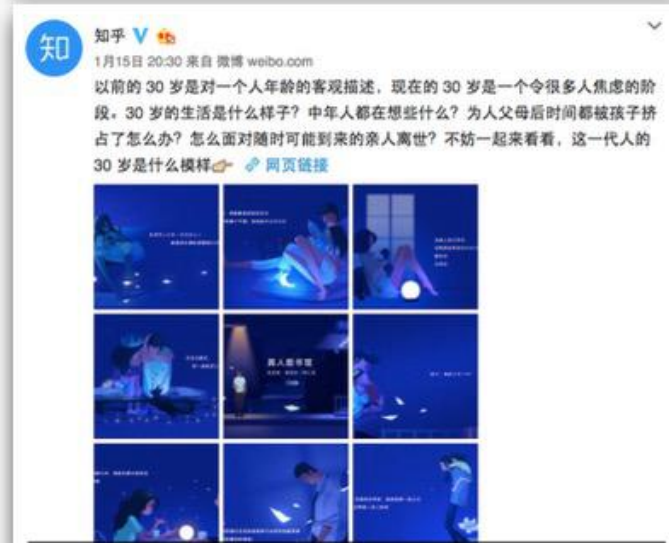 知
知乎
1月15日 20:30 来自 微博 weibo.com
以前的 30 岁是对一个人年龄的客观描述，现在的 30 岁是一个令很多人焦虑的阶
段。30 岁的生活是什么样子？中年人都在想些什么？为人父母后时间都被孩子挤
占了怎么办？怎么面对随时可能到来的亲人离世？不妨一起来看看，这一代人的
30 岁是什么模样👉 网页链接
真人图书馆